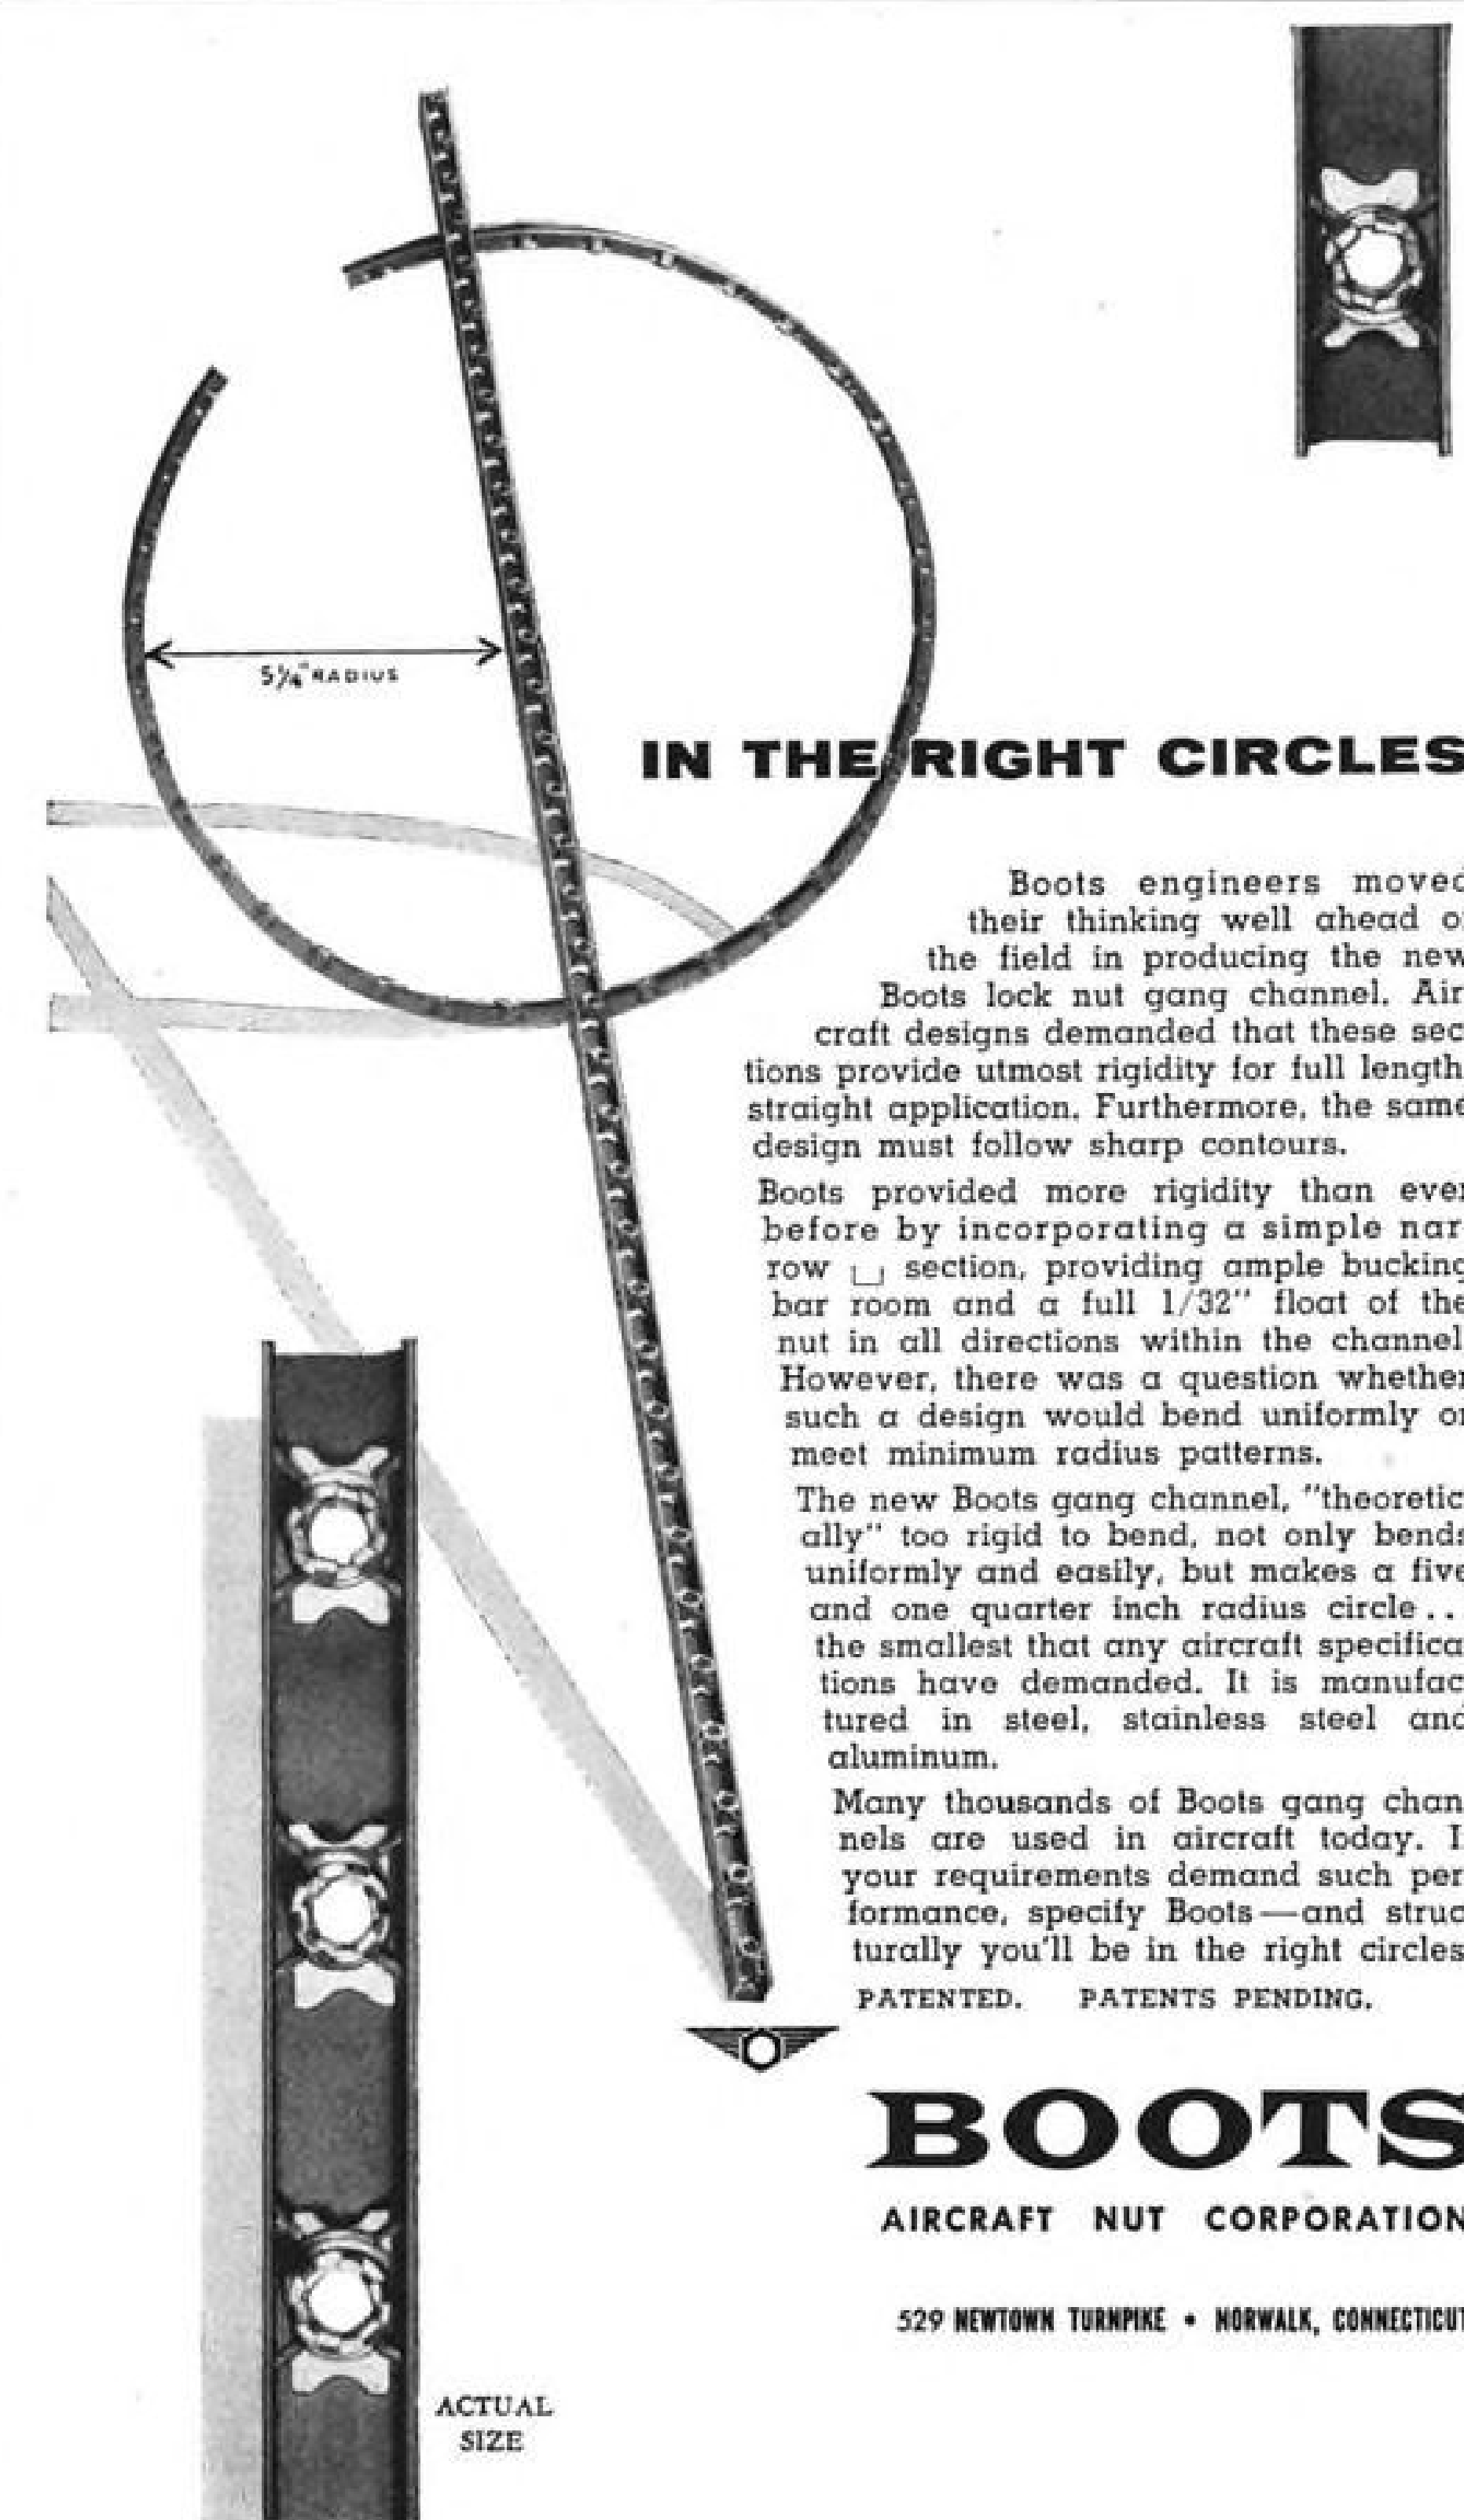 5¼" RADIUS
IN THE RIGHT CIRCLES
Boots engineers moved
their thinking well ahead o
the field in producing the new
Boots lock nut gang channel. Air
craft designs demanded that these sec
tions provide utmost rigidity for full length
straight application. Furthermore, the same
design must follow sharp contours.
Boots provided more rigidity than ever
before by incorporating a simple nar
row section, providing ample bucking
bar room and a full 1/32" float of the
nut in all directions within the channel
However, there was a question whether
such a design would bend uniformly or
meet minimum radius patterns.
The new Boots gang channel, "theoretic
ally" too rigid to bend, not only bends
uniformly and easily, but makes a five
and one quarter inch radius circle . .
the smallest that any aircraft specifica
tions have demanded. It is manufac
tured in steel, stainless steel and
aluminum.
Many thousands of Boots gang chan
nels are used in aircraft today. I
your requirements demand such per
formance, specify Boots—and struc
turally you'll be in the right circles
PATENTED. PATENTS PENDING.
BOOTS
AIRCRAFT NUT CORPORATION
529 NEWTOWN TURNPIKE • NORWALK, CONNECTICUT
ACTUAL
SIZE